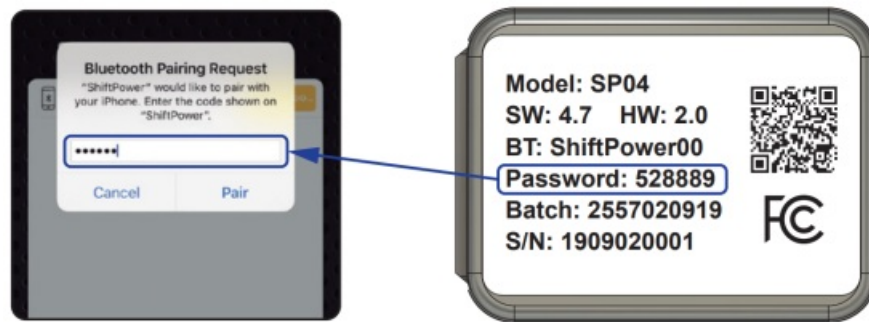 Bluetooth Pairing Request
"ShiftPower" would like to pair with
your iPhone. Enter the code shown on
"ShiftPower".
••••••
Cancel Pair
Model: SP04
SW: 4.7 HW: 2.0
BT: ShiftPower00
Password: 528889
Batch: 2557020919
S/N: 1909020001
FC